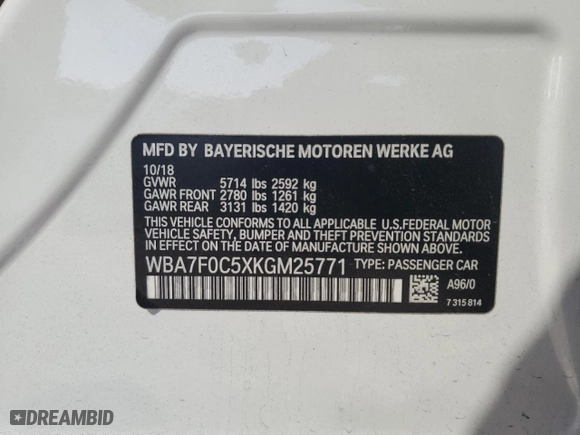 MFD BY BAYERISCHE MOTOREN WERKE AG
10/18
GVWR 5714 lbs 2592 kg
GAWR FRONT 2780 lbs 1261 kg
GAWR REAR 3131 lbs 1420 kg
THIS VEHICLE CONFORMS TO ALL APPLICABLE U.S.FEDERAL MOTOR
VEHICLE SAFETY, BUMPER AND THEFT PREVENTION STANDARDS
IN EFFECT ON THE DATE OF MANUFACTURE SHOWN ABOVE.
WBA7F0C5XKGM25771 TYPE: PASSENGER CAR
A96/0
7 315 814
DREAMBID